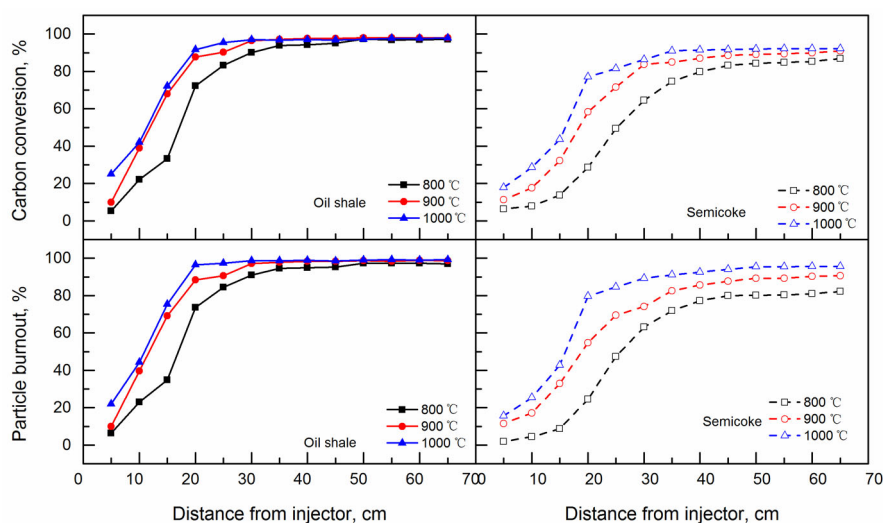 Carbon conversion, %
100
80
60
40
20
0
Oil shale
800 ℃
900 ℃
1000 ℃
Semicoke
800 ℃
900 ℃
1000 ℃
Particle burnout, %
100
80
60
40
20
0
Oil shale
800 ℃
900 ℃
1000 ℃
Semicoke
800 ℃
900 ℃
1000 ℃
0 10 20 30 40 50 60 70 10 20 30 40 50 60 70
Distance from injector, cm
Distance from injector, cm